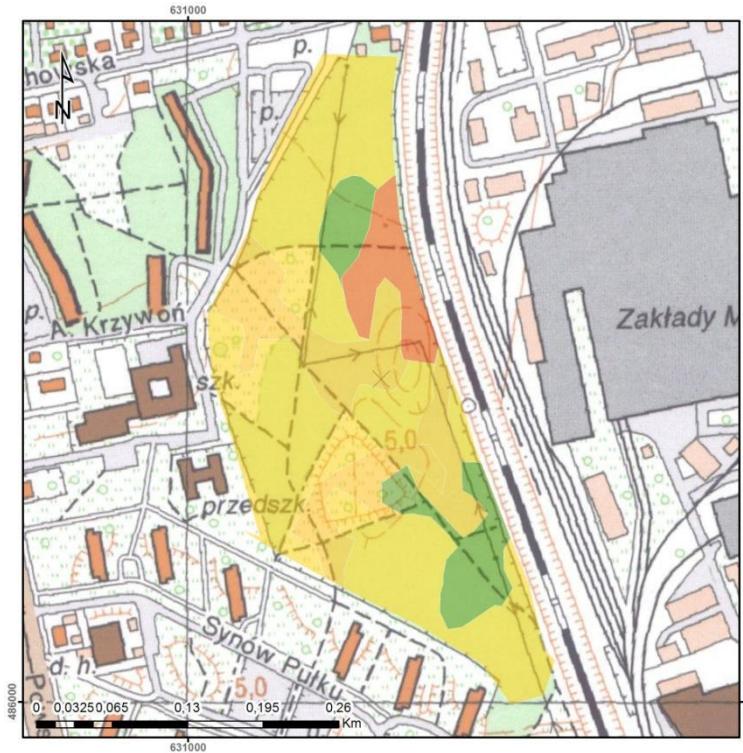 631000
p.
howska
N
p.
p.
A. Krzywoń
Zakłady M
szk.
5,0
przedszk.
Synów Pułku
d. h.
5,0
486000
0 0,0325 0,065 0,13 0,195 0,26
Km
631000